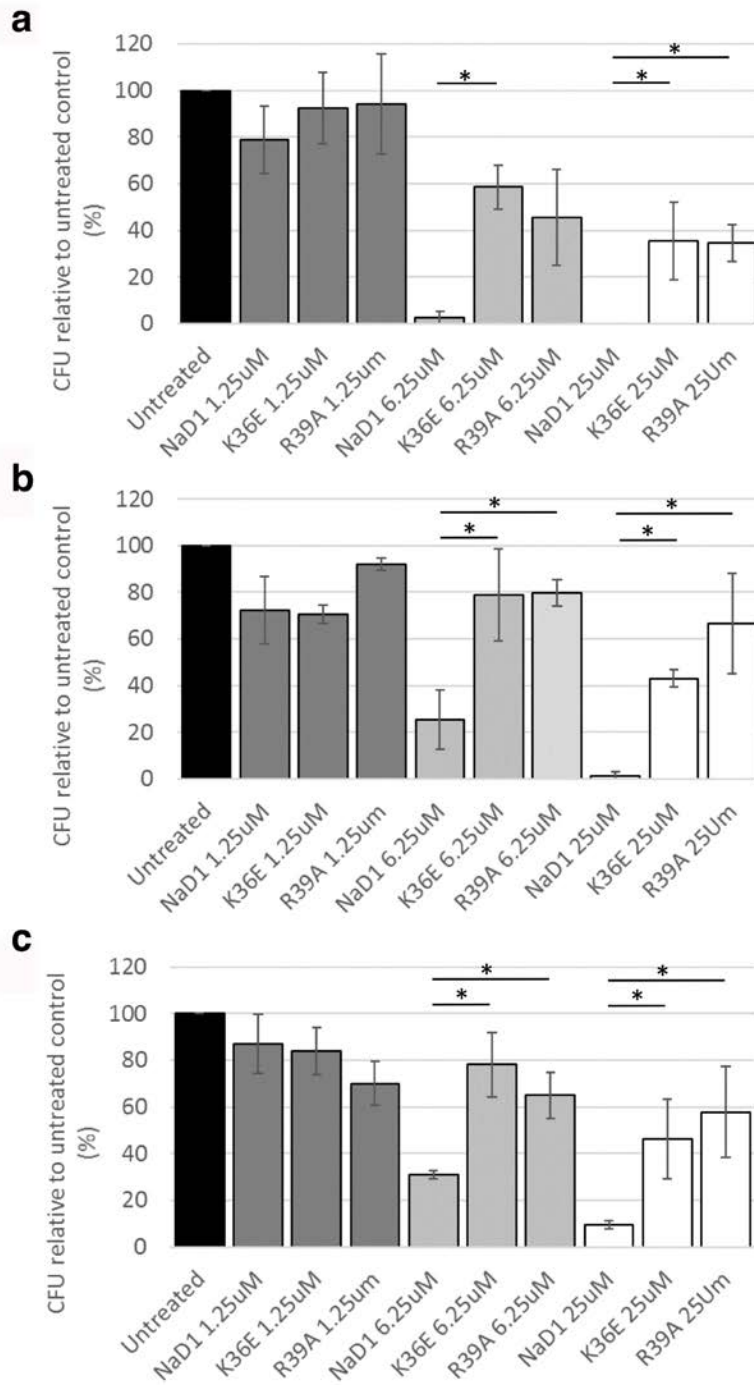 a
CFU relative to untreated control
(%)
120
100
80
60
40
20
0
*
*
*
Untreated
NaD1 1.25uM
K36E 1.25uM
R39A 1.25um
NaD1 6.25uM
K36E 6.25uM
R39A 6.25uM
NaD1 25uM
K36E 25uM
R39A 25Um
b
CFU relative to untreated control
(%)
120
100
80
60
40
20
0
*
*
*
*
Untreated
NaD1 1.25uM
K36E 1.25uM
R39A 1.25um
NaD1 6.25uM
K36E 6.25uM
R39A 6.25uM
NaD1 25uM
K36E 25uM
R39A 25Um
c
CFU relative to untreated control
(%)
120
100
80
60
40
20
0
*
*
*
*
Untreated
NaD1 1.25uM
K36E 1.25uM
R39A 1.25um
NaD1 6.25uM
K36E 6.25uM
R39A 6.25uM
NaD1 25uM
K36E 25uM
R39A 25Um